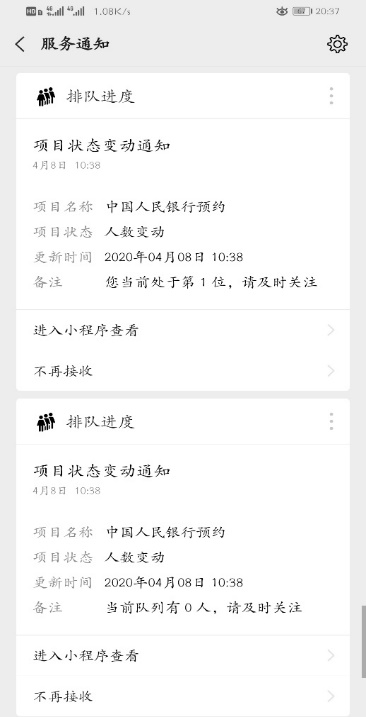 HD 4G 4G 1.08K/s 20:37
服务通知
排队进度
项目状态变动通知
4月8日 10:38
项目名称 中国人民银行预约
项目状态 人数变动
更新时间 2020年04月08日 10:38
备注 您当前处于第 1 位，请及时关注
进入小程序查看
不再接收
排队进度
项目状态变动通知
4月8日 10:38
项目名称 中国人民银行预约
项目状态 人数变动
更新时间 2020年04月08日 10:38
备注 当前队列有 0 人，请及时关注
进入小程序查看
不再接收